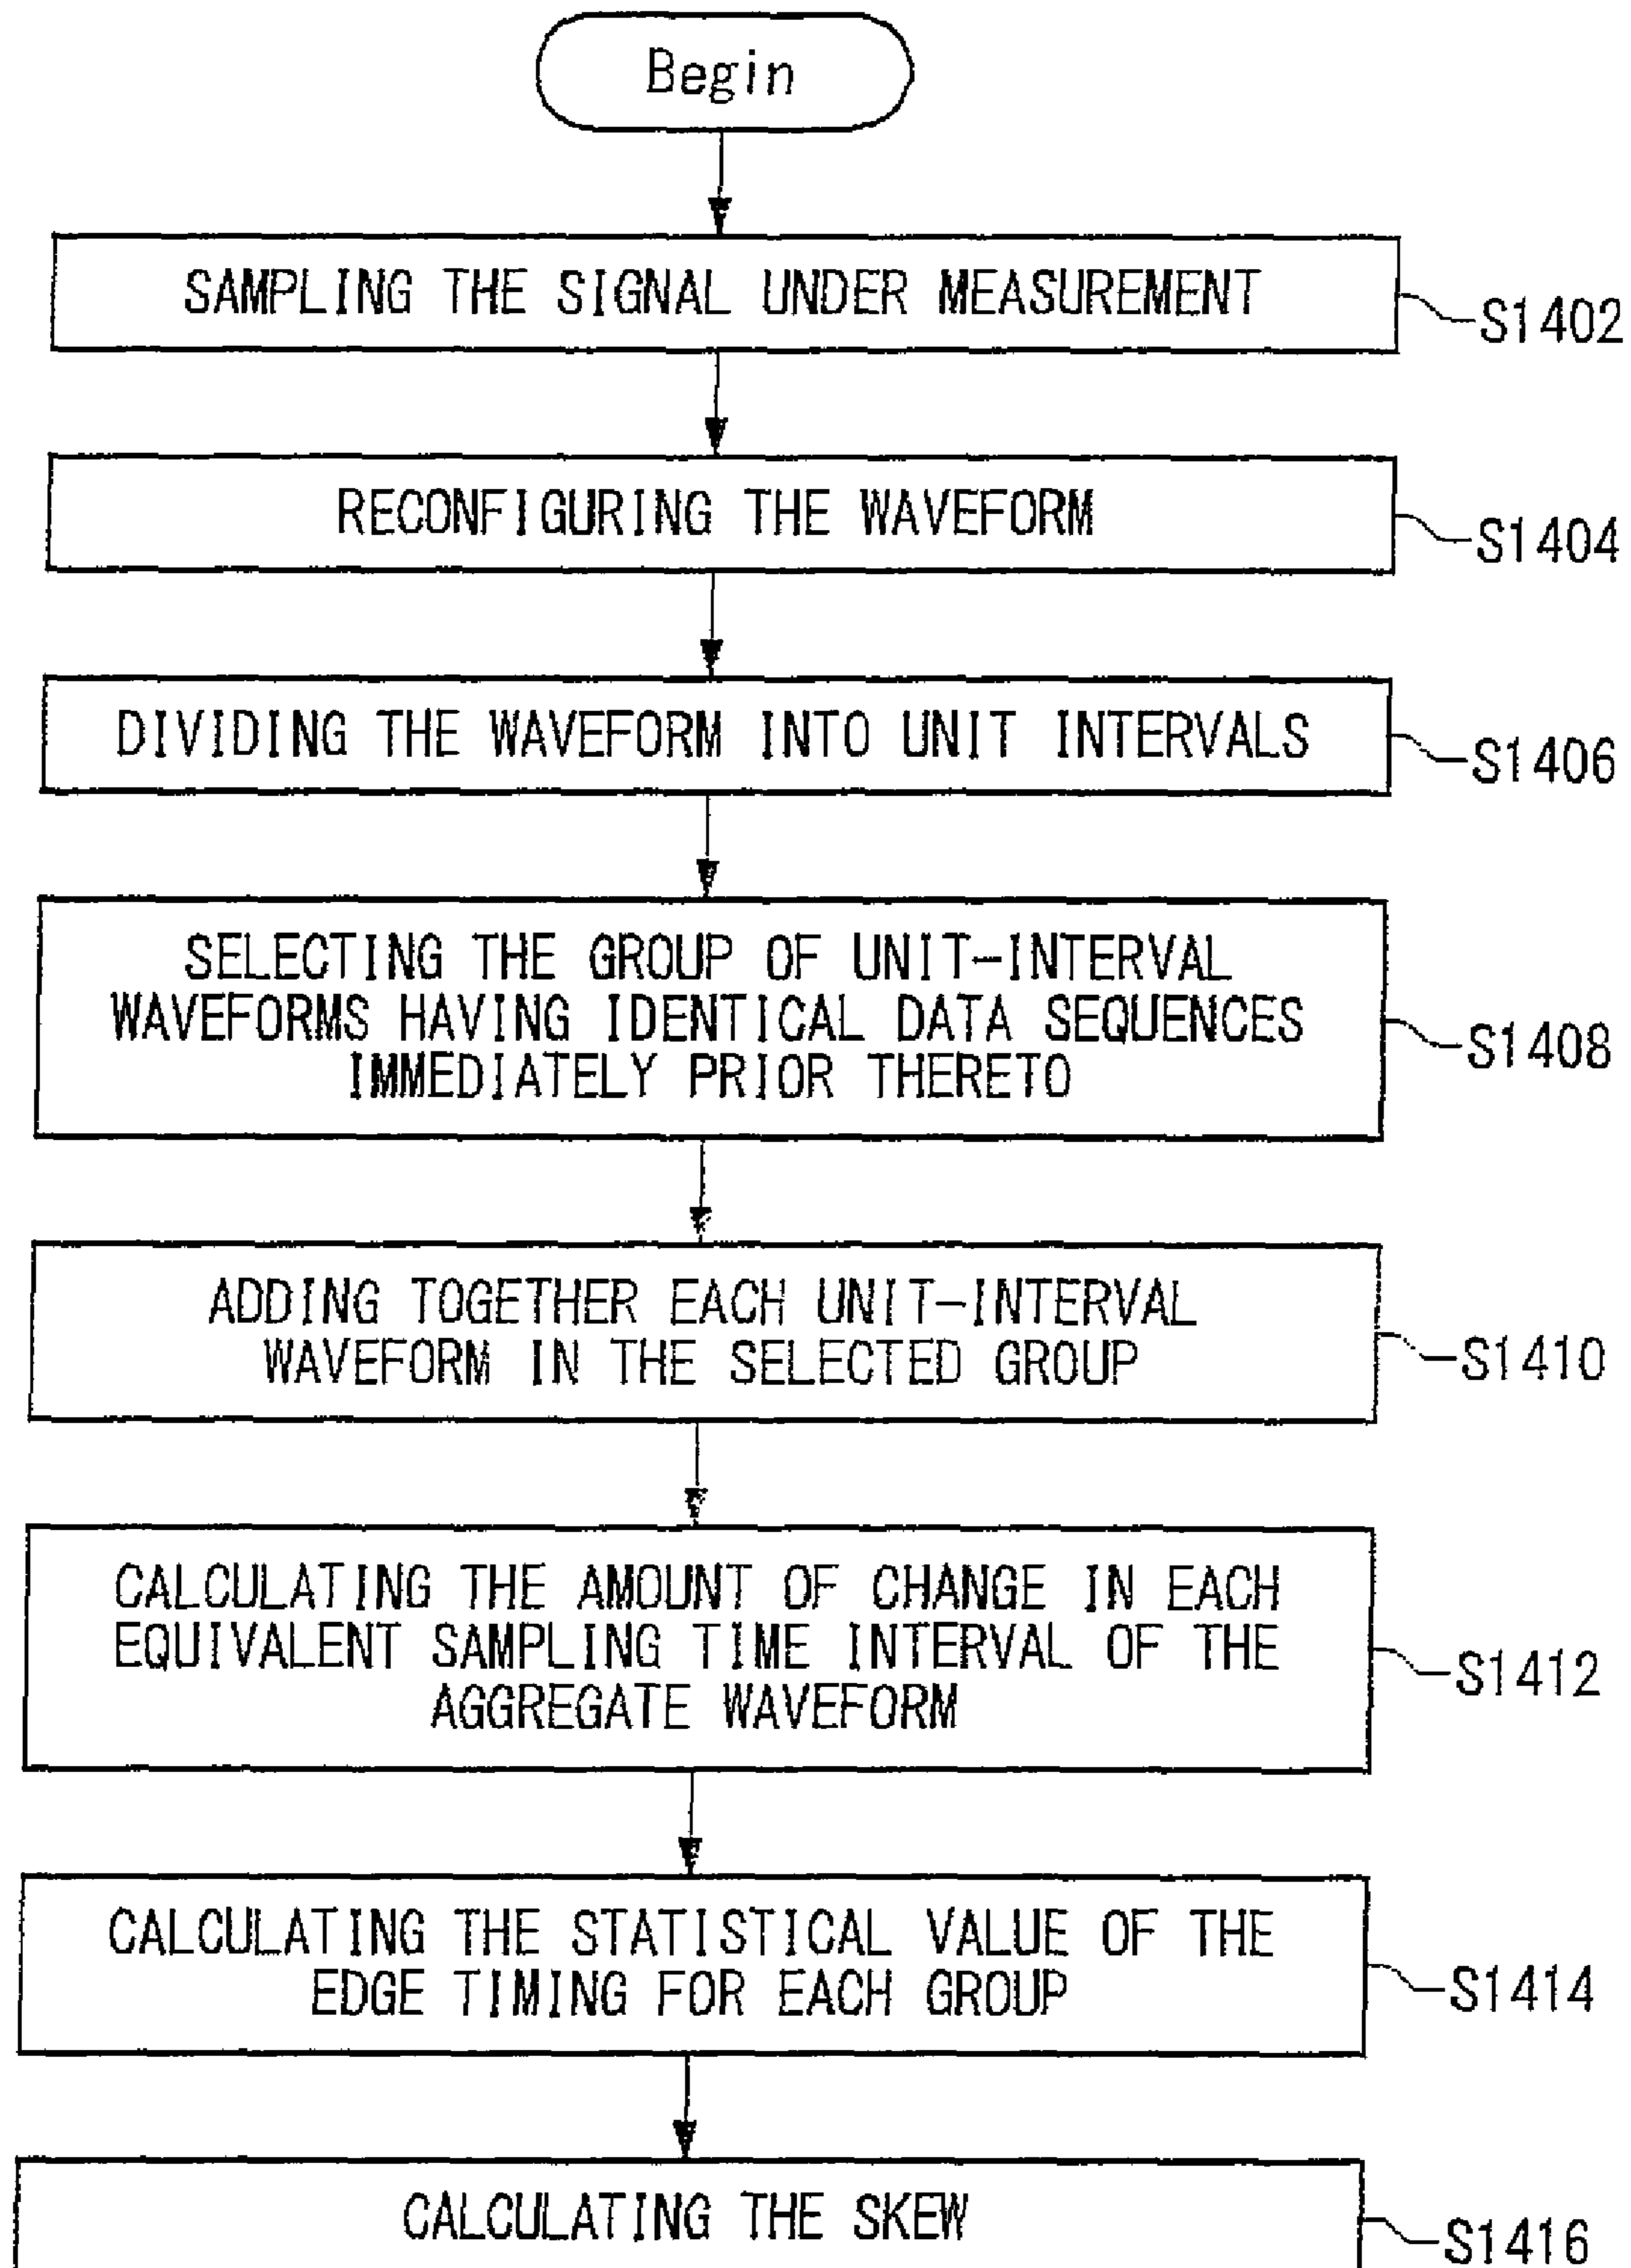 Begin
SAMPLING THE SIGNAL UNDER MEASUREMENT
S1402
RECONFIGURING THE WAVEFORM
S1404
DIVIDING THE WAVEFORM INTO UNIT INTERVALS
S1406
SELECTING THE GROUP OF UNIT-INTERVAL
WAVEFORMS HAVING IDENTICAL DATA SEQUENCES
IMMEDIATELY PRIOR THERETO
S1408
ADDING TOGETHER EACH UNIT-INTERVAL
WAVEFORM IN THE SELECTED GROUP
S1410
CALCULATING THE AMOUNT OF CHANGE IN EACH
EQUIVALENT SAMPLING TIME INTERVAL OF THE
AGGREGATE WAVEFORM
S1412
CALCULATING THE STATISTICAL VALUE OF THE
EDGE TIMING FOR EACH GROUP
S1414
CALCULATING THE SKEW
S1416